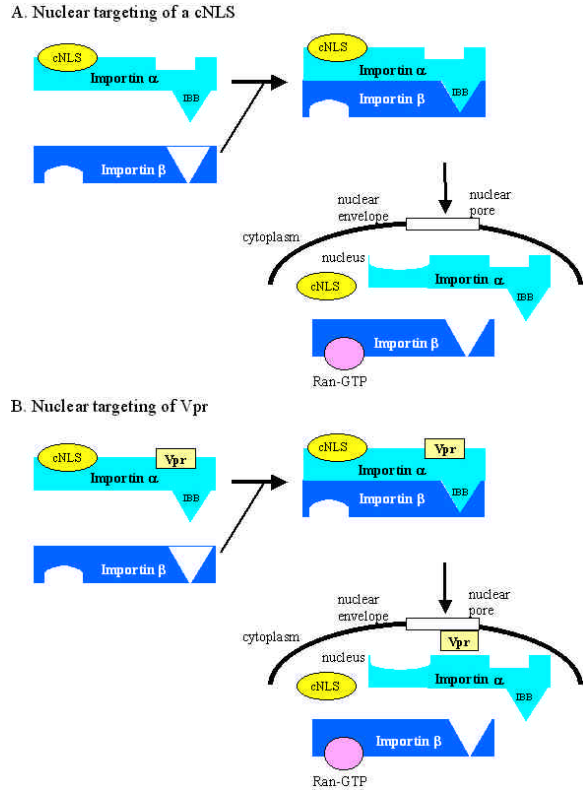 A. Nuclear targeting of a cNLS
cNLS
Importin α
IBB
Importin β
cNLS
Importin α
IBB
Importin β
nuclear
envelope
nuclear
pore
cytoplasm
nucleus
cNLS
Importin α
IBB
Importin β
Ran-GTP
B. Nuclear targeting of Vpr
cNLS
Vpr
Importin α
IBB
Importin β
cNLS
Vpr
Importin α
IBB
Importin β
nuclear
envelope
nuclear
pore
cytoplasm
Vpr
nucleus
cNLS
Importin α
IBB
Importin β
Ran-GTP